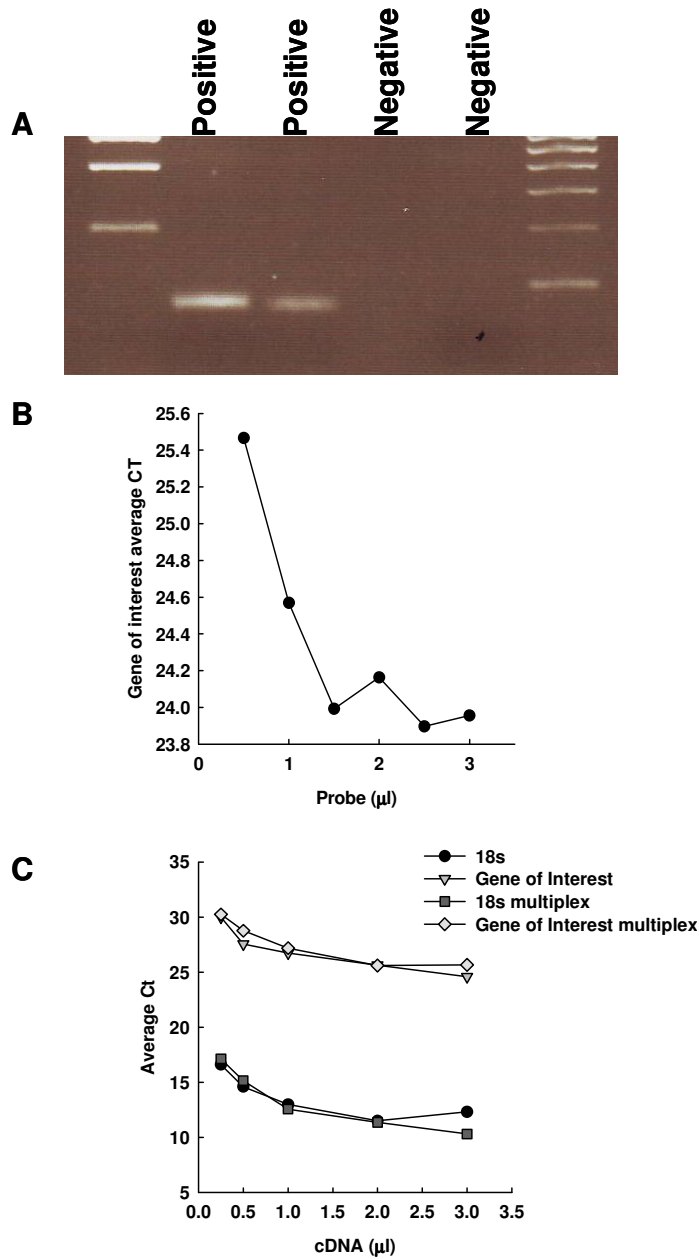 Positive
Positive
Negative
Negative
A
B
25.6
25.4
25.2
25.0
24.8
24.6
24.4
24.2
24.0
23.8
Gene of interest average CT
0 1 2 3
Probe (μl)
C
18s
Gene of Interest
18s multiplex
Gene of Interest multiplex
35
30
25
20
15
10
5
Average Ct
0.0 0.5 1.0 1.5 2.0 2.5 3.0 3.5
cDNA (μl)